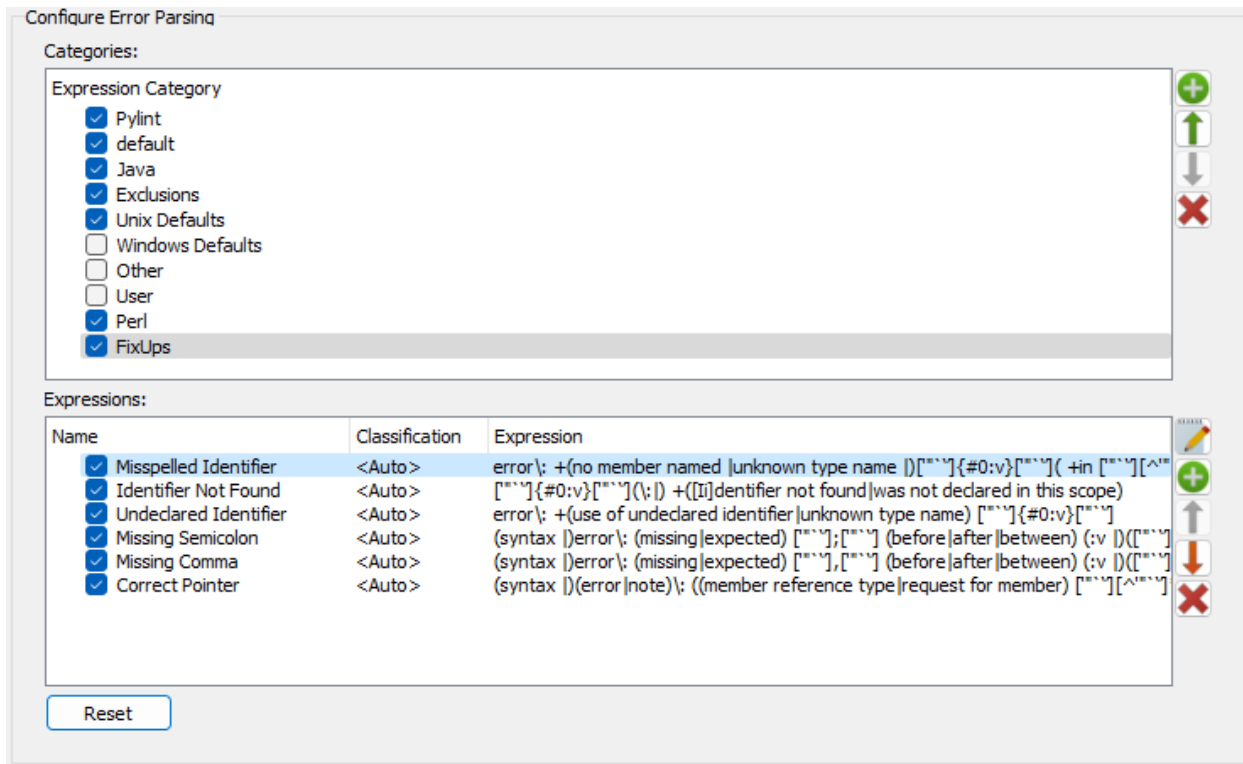 Configure Error Parsing
Categories:
Expression Category
Pylint
default
Java
Exclusions
Unix Defaults
Windows Defaults
Other
User
Perl
FixUps
Expressions:
Name Classification Expression
Misspelled Identifier <Auto> error\: +(no member named |unknown type name |)['"`]{#0:v}['"`]( +in ['"`][^'"
Identifier Not Found <Auto> ['"`]{#0:v}['"`](\:|) +([Ii]dentifier not found|was not declared in this scope)
Undeclared Identifier <Auto> error\: +(use of undeclared identifier|unknown type name) ['"`]{#0:v}['"`]
Missing Semicolon <Auto> (syntax |)error\: (missing|expected) ['"`];['"`] (before|after|between) (:v |)(['"`]
Missing Comma <Auto> (syntax |)error\: (missing|expected) ['"`],['"`] (before|after|between) (:v |)(['"`]
Correct Pointer <Auto> (syntax |)(error|note)\: ((member reference type|request for member) ['"`][^'"`]
Reset